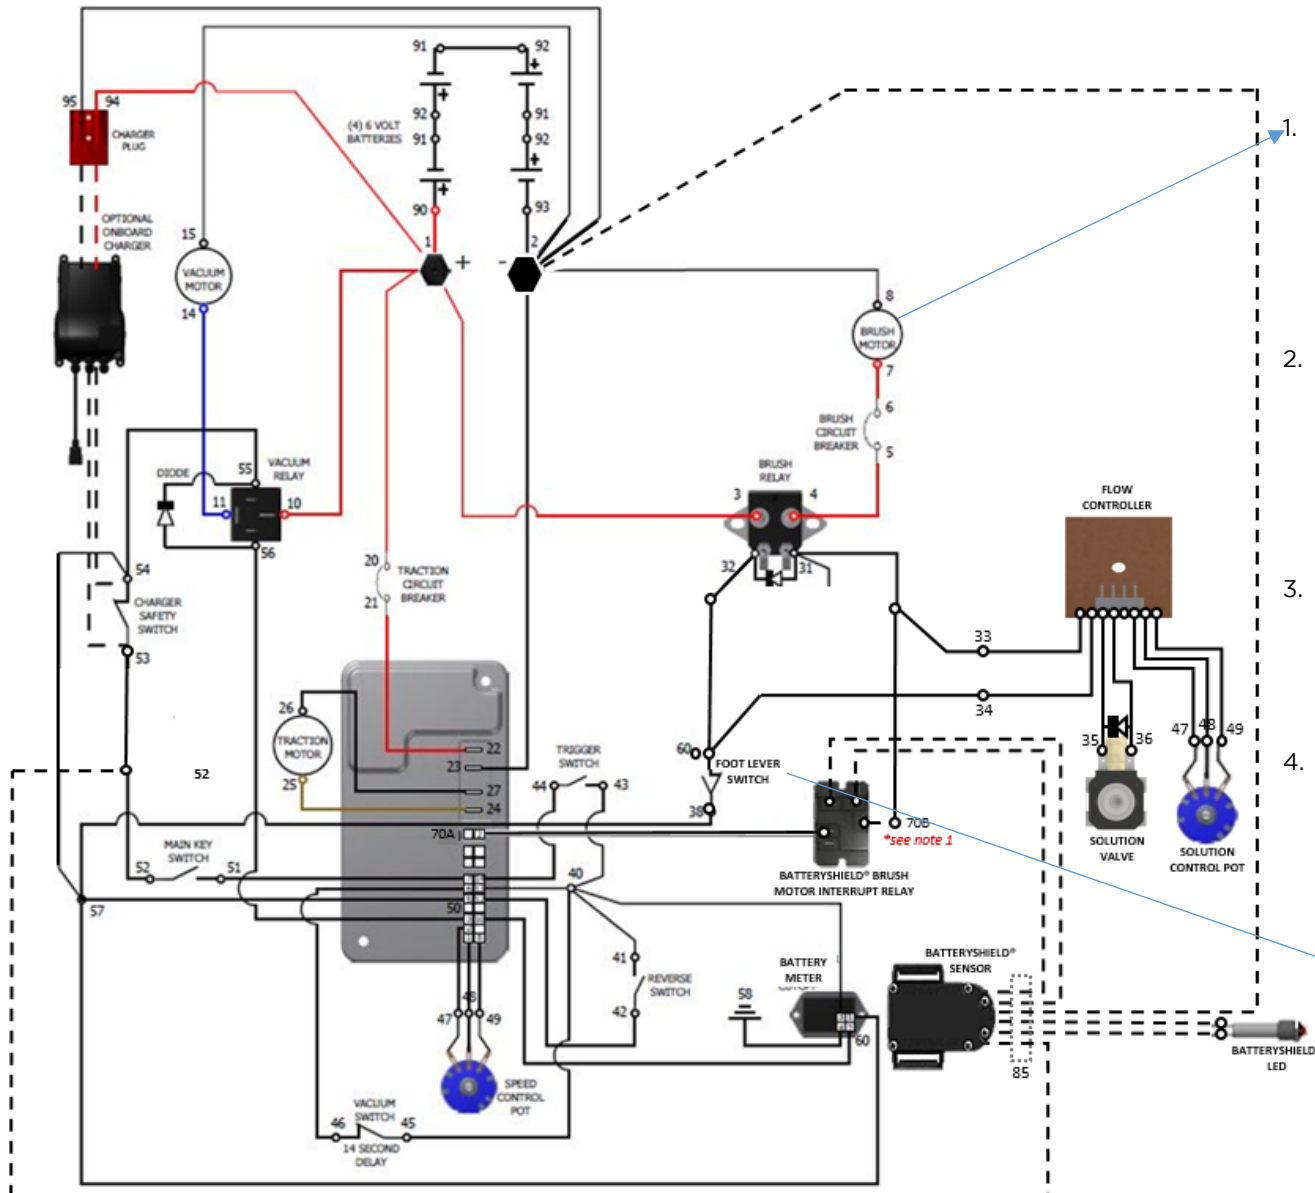 91
92
+
+
95
94
(4) 6 VOLT
BATTERIES
92
91
91
92
CHARGER
PLUG
+
+
1.
90
93
OPTIONAL
ONBOARD
CHARGER
15
1
+
-
2
VACUUM
MOTOR
14
8
BRUSH
MOTOR
7
2.
6
BRUSH
CIRCUIT
BREAKER
5
DIODE
55
VACUUM
RELAY
11
10
56
BRUSH
RELAY
3
4
32
31
FLOW
CONTROLLER
54
20
TRACTION
CIRCUIT
BREAKER
21
CHARGER
SAFETY
SWITCH
53
3.
33
34
26
TRACTION
MOTOR
25
22
23
27
24
70A
TRIGGER
SWITCH
44
43
60
FOOT LEVER
SWITCH
38
35
36
47
48
49
4.
52
70B
*see note 1
BATTERYSHIELD® BRUSH
MOTOR INTERRUPT RELAY
SOLUTION
VALVE
SOLUTION
CONTROL POT
MAIN KEY
SWITCH
52
51
40
57
50
41
REVERSE
SWITCH
42
BATTERY
METER
BATTERYSHIELD®
SENSOR
58
60
85
BATTERYSHIELD
LED
47
48
49
SPEED
CONTROL
POT
VACUUM
SWITCH
46
45
14 SECOND
DELAY